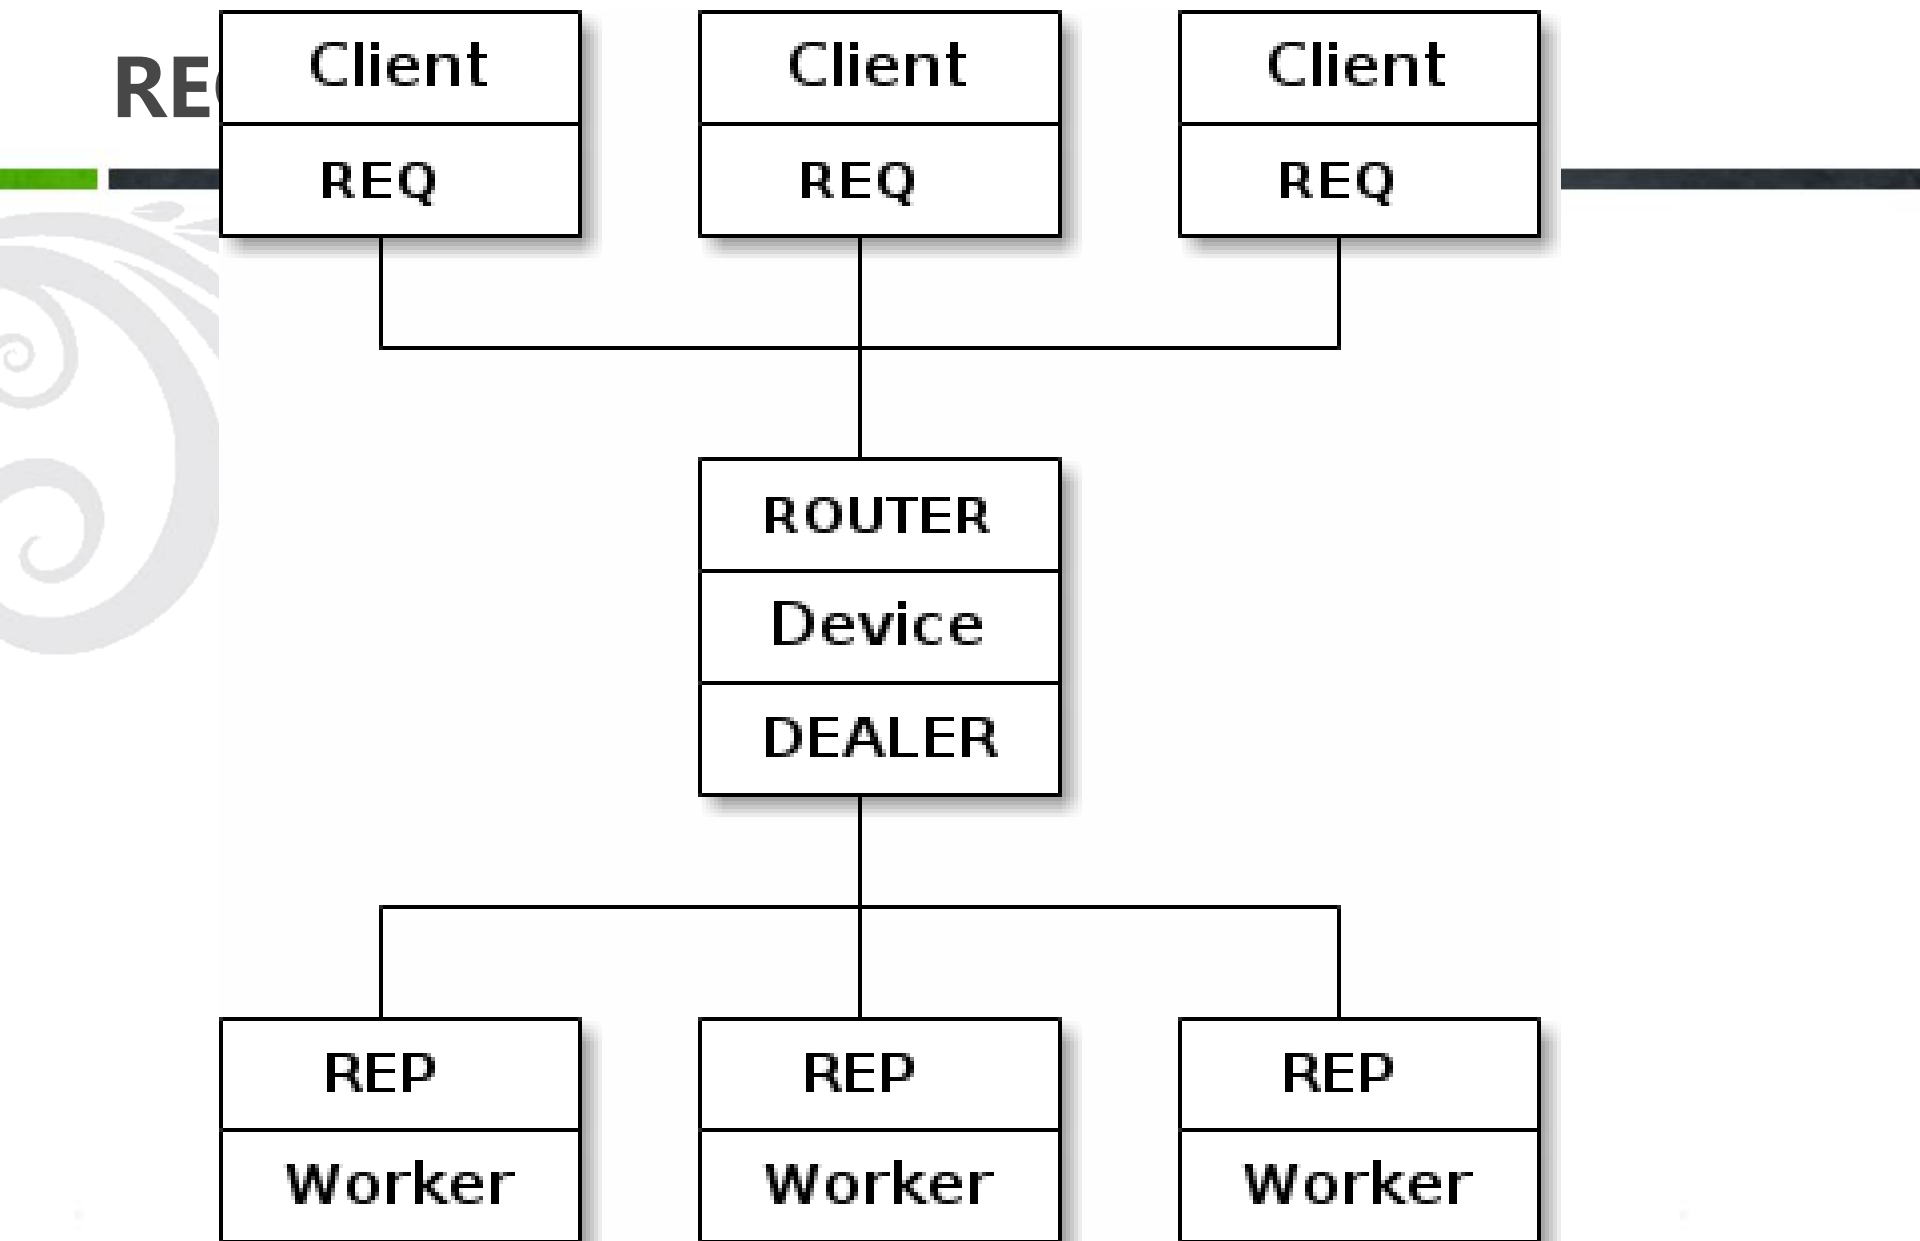 Client Client Client
REQ REQ REQ
ROUTER
Device
DEALER
REP REP REP
Worker Worker Worker